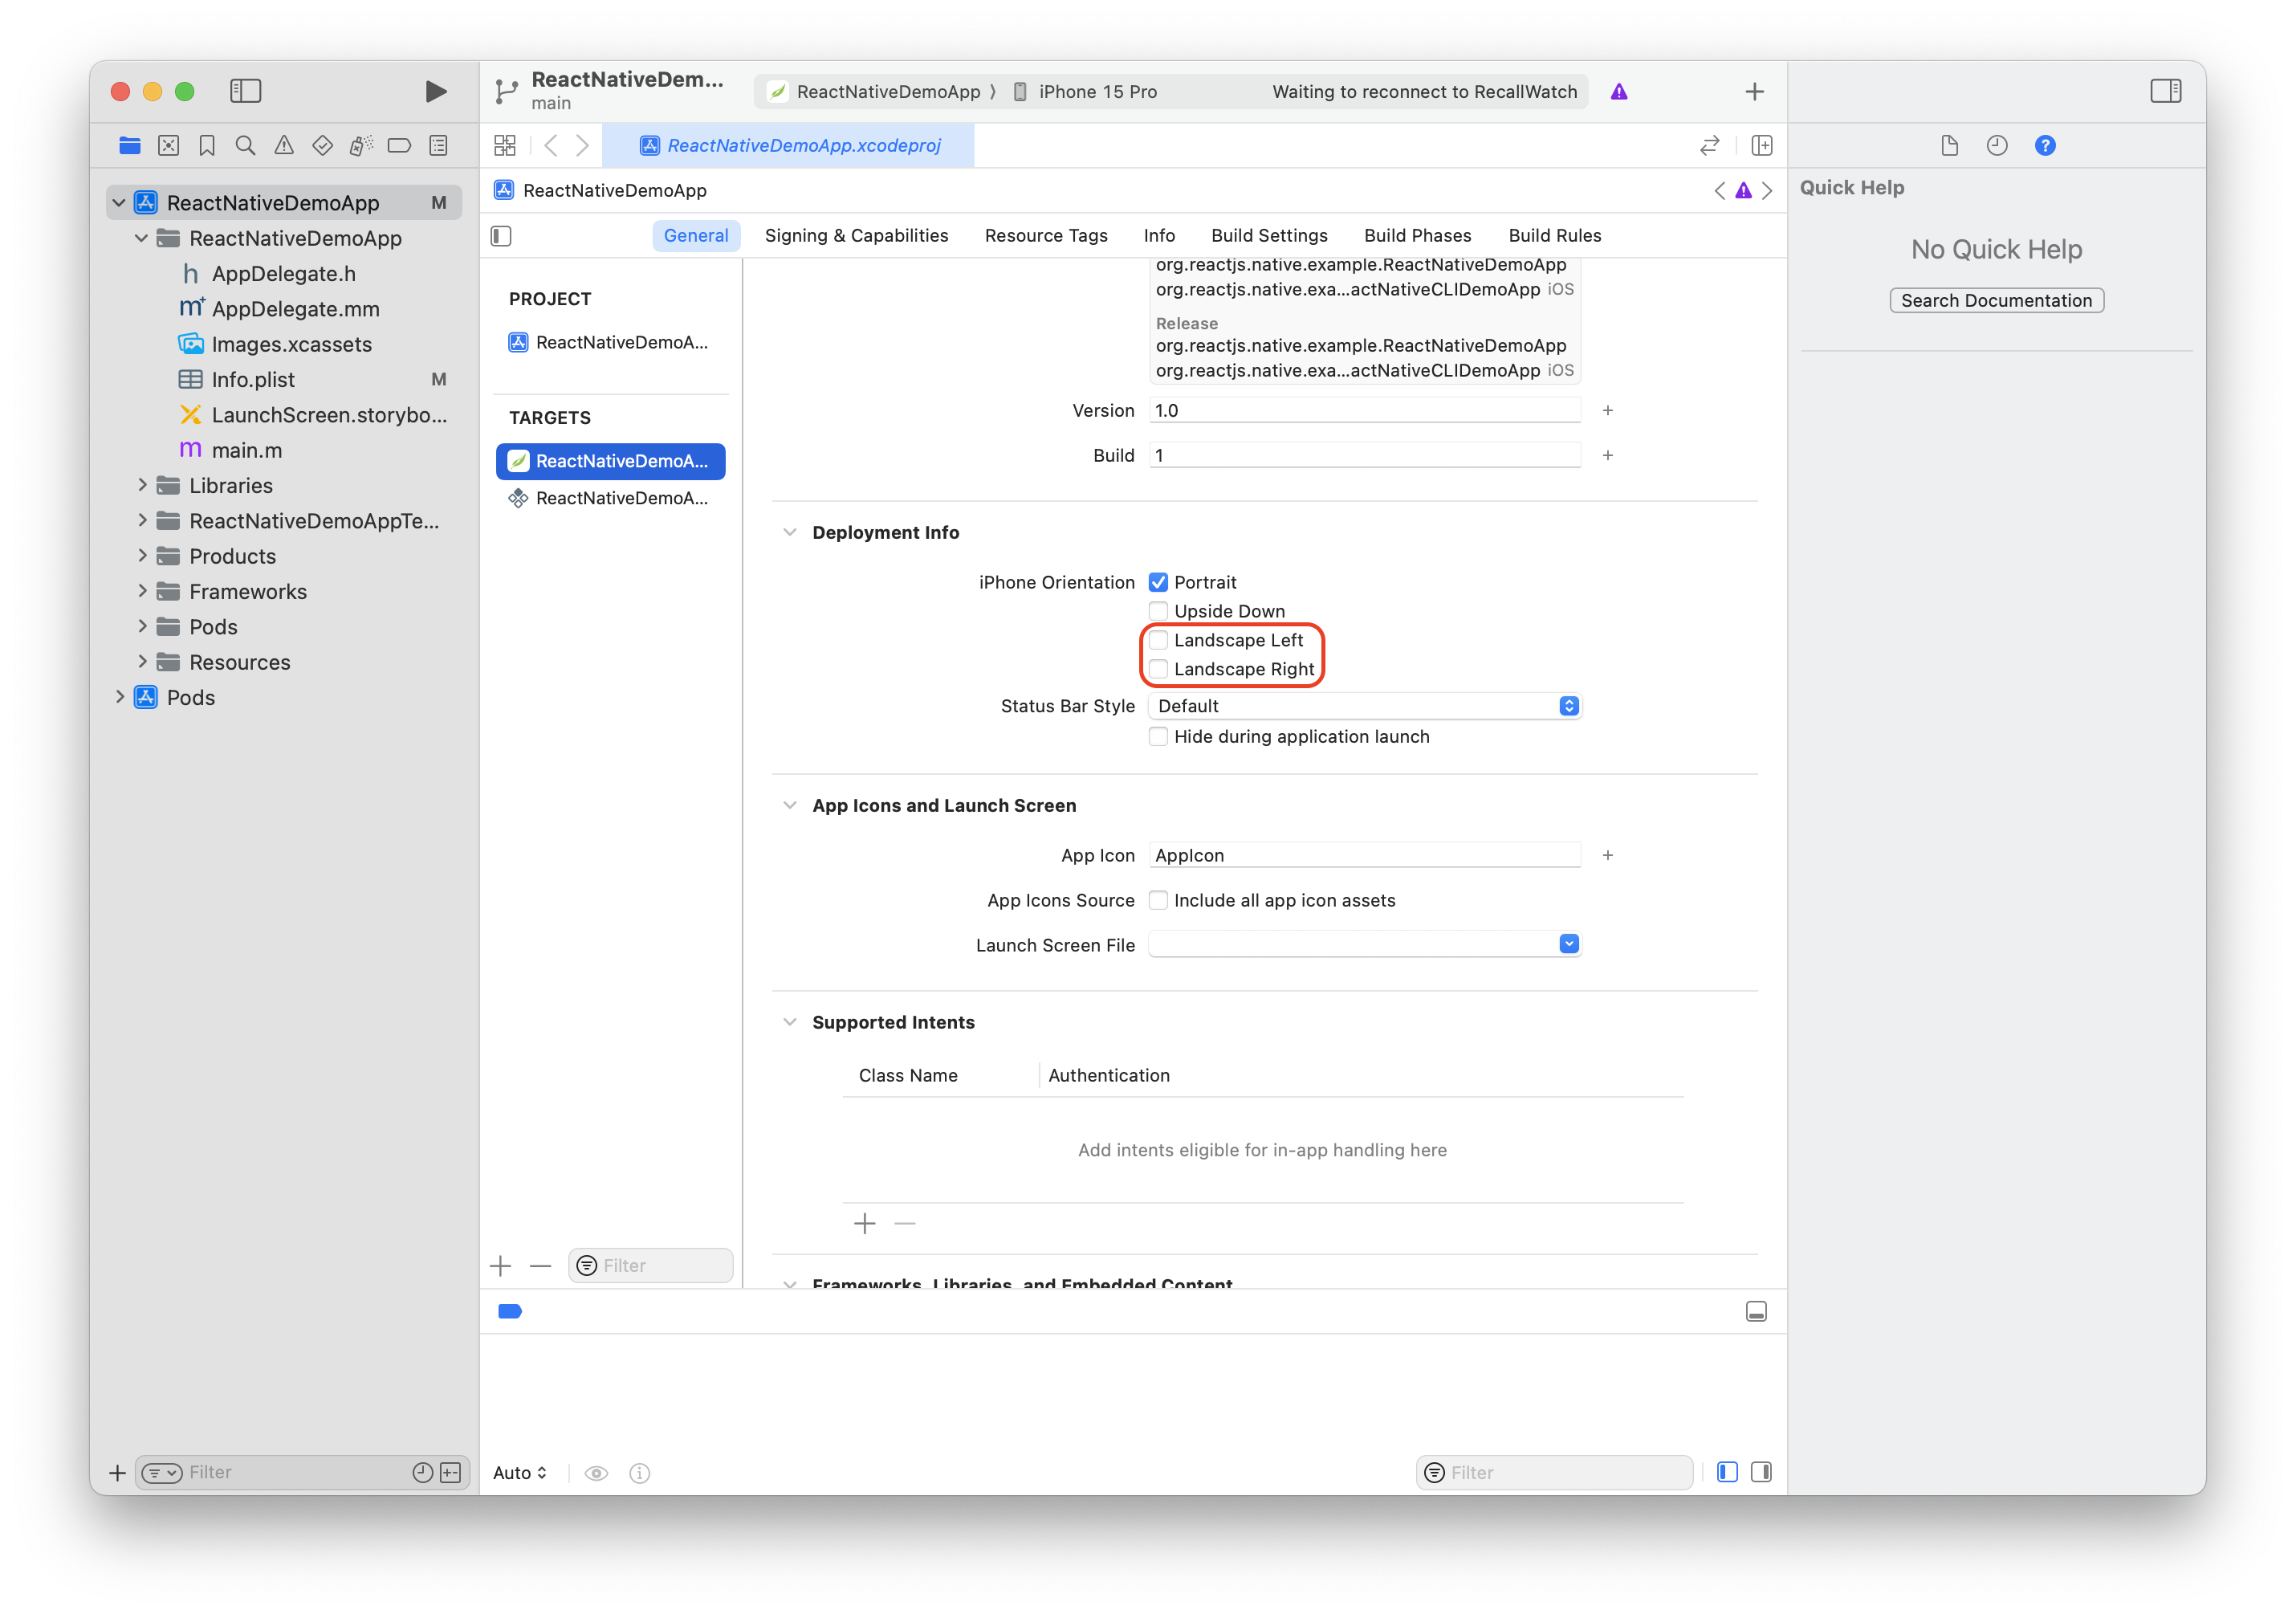 ReactNativeDem...
main
ReactNativeDemoApp
iPhone 15 Pro
Waiting to reconnect to RecallWatch
ReactNativeDemoApp.xcodeproj
ReactNativeDemoApp M
ReactNativeDemoApp
AppDelegate.h
AppDelegate.mm
Images.xcassets
Info.plist M
LaunchScreen.storybo...
main.m
Libraries
ReactNativeDemoAppTe...
Products
Frameworks
Pods
Resources
Pods
Filter
ReactNativeDemoApp
General Signing & Capabilities Resource Tags Info Build Settings Build Phases Build Rules
PROJECT
ReactNativeDemoA...
TARGETS
ReactNativeDemoA...
ReactNativeDemoA...
Filter
org.reactjs.native.example.ReactNativeDemoApp
org.reactjs.native.exa...actNativeCLIDemoApp iOS
Release
org.reactjs.native.example.ReactNativeDemoApp
org.reactjs.native.exa...actNativeCLIDemoApp iOS
Version 1.0
Build 1
Deployment Info
iPhone Orientation Portrait
Upside Down
Landscape Left
Landscape Right
Status Bar Style Default
Hide during application launch
App Icons and Launch Screen
App Icon AppIcon
App Icons Source Include all app icon assets
Launch Screen File
Supported Intents
Class Name Authentication
Add intents eligible for in-app handling here
Frameworks, Libraries, and Embedded Content
Auto
Filter
Quick Help
No Quick Help
Search Documentation